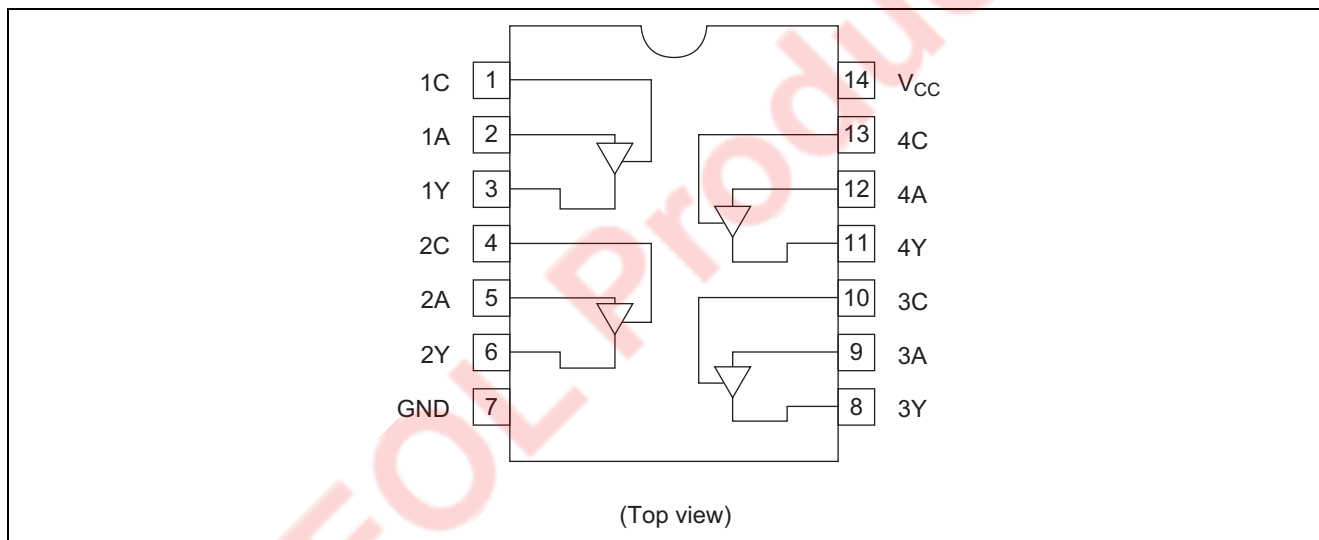 1C 1 14 VCC
1A 2 13 4C
1Y 3 12 4A
2C 4 11 4Y
2A 5 10 3C
2Y 6 9 3A
GND 7 8 3Y
(Top view)
EOL Produc